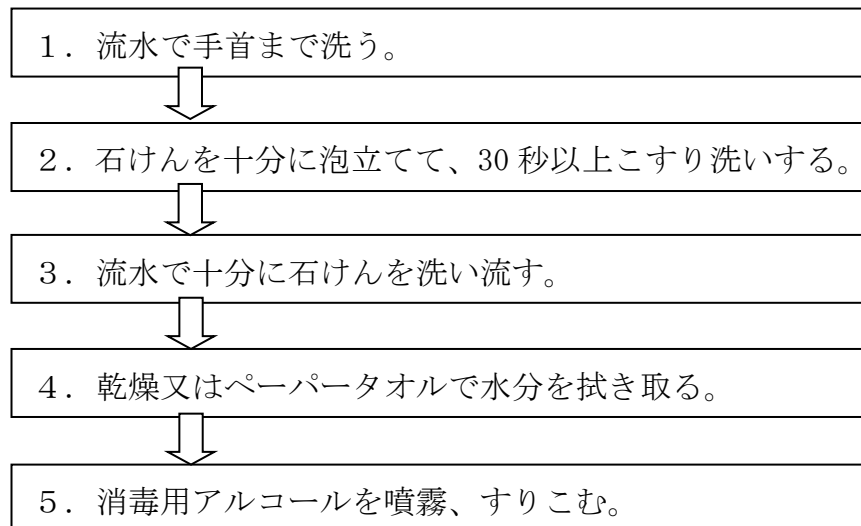 １．流水で手首まで洗う。
２．石けんを十分に泡立てて、30 秒以上こすり洗いする。
３．流水で十分に石けんを洗い流す。
４．乾燥又はペーパータオルで水分を拭き取る。
５．消毒用アルコールを噴霧、すりこむ。